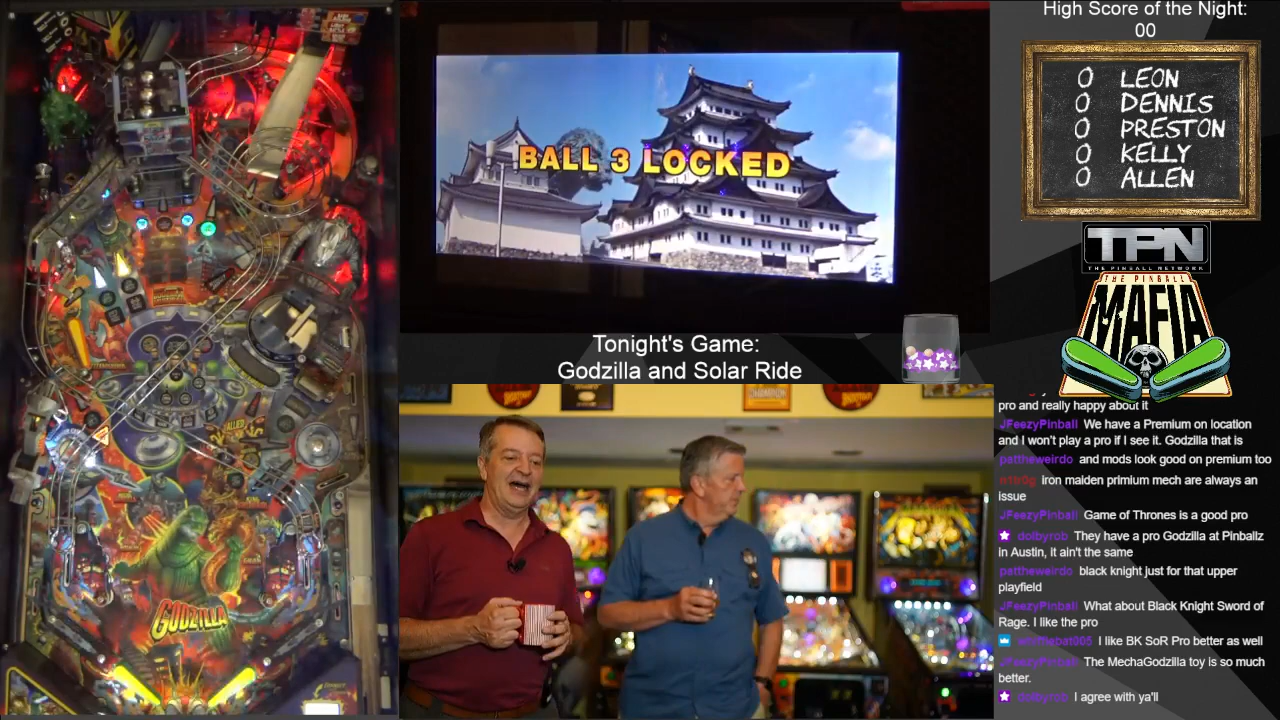 High Score of the Night:
00
0 LEON
0 DENNIS
0 PRESTON
0 KELLY
0 ALLEN
TPN
THE PINBALL NETWORK
THE PINBALL
MAFIA
BALL 3 LOCKED
Tonight's Game:
Godzilla and Solar Ride
GODZILLA
ALLIED
KING
pro and really happy about it
JFeezyPinball We have a Premium on location
and I won't play a pro if I see it. Godzilla that is
pattheweirdo and mods look good on premium too
Iron maiden primium mech are always an
issue
JFeezyPinball Game of Thrones is a good pro
dolbyrob They have a pro Godzilla at Pinballz
in Austin, it ain't the same
pattheweirdo black knight just for that upper
playfield
JFeezyPinball What about Black Knight Sword of
Rage. I like the pro
I like BK SoR Pro better as well
JFeezyPinball The MechaGodzilla toy is so much
better.
dolbyrob I agree with ya'll